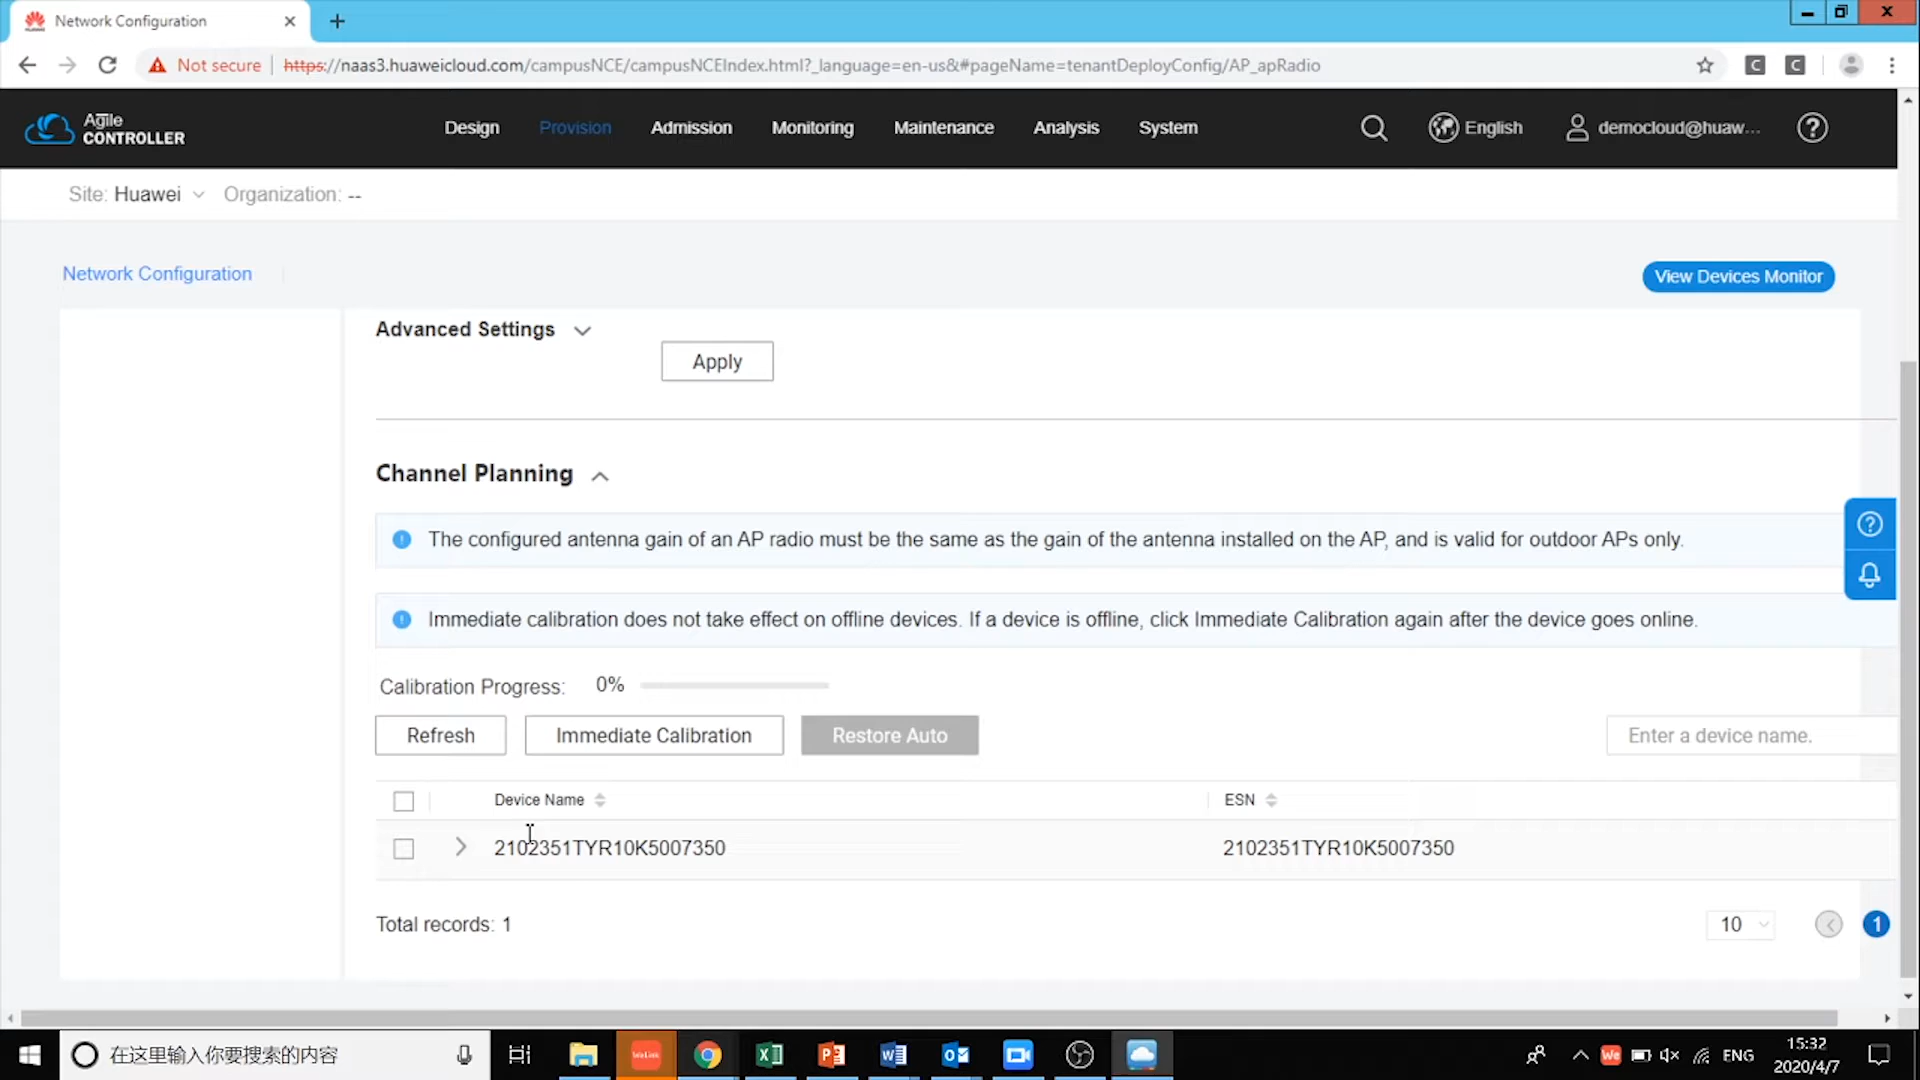 Network Configuration
Not secure
https://naas3.huaweicloud.com/campusNCE/campusNCEIndex.html?_language=en-us&#pageName=tenantDeployConfig/AP_apRadio
Agile
CONTROLLER
Design
Provision
Admission
Monitoring
Maintenance
Analysis
System
English
democloud@huaw...
Site: Huawei
Organization: --
Network Configuration
View Devices Monitor
Advanced Settings
Apply
Channel Planning
The configured antenna gain of an AP radio must be the same as the gain of the antenna installed on the AP, and is valid for outdoor APs only.
Immediate calibration does not take effect on offline devices. If a device is offline, click Immediate Calibration again after the device goes online.
Calibration Progress: 0%
Refresh
Immediate Calibration
Restore Auto
Enter a device name.
Device Name
ESN
2102351TYR10K5007350
2102351TYR10K5007350
Total records: 1
10
1
在这里输入你要搜索的内容
ENG
15:32
2020/4/7